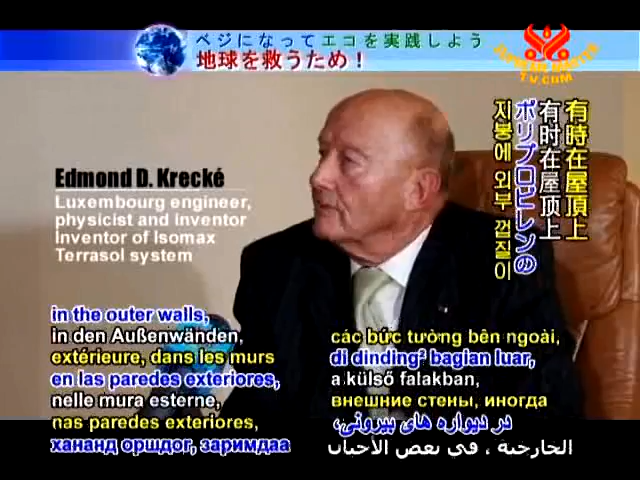 ベジになってエコを実践しよう
地球を救うため!
SUPREME MASTER
TV.COM
Edmond D. Krecké
Luxembourg engineer,
physicist and inventor
Inventor of Isomax
Terrasol system
有時在屋頂上
有时在屋顶上
ポリプロピレンの
지붕에 외부 껍질이
in the outer walls,
in den Außenwänden,
extérieure, dans les murs
en las paredes exteriores,
nelle mura esterne,
nas paredes exteriores,
хананд оршдог, заримдаа
các bức tường bên ngoài,
di dinding² bagian luar,
a külső falakban,
внешние стены, иногда
در دیواره های بیرونی،
الخارجية ، في بعض الأحيان